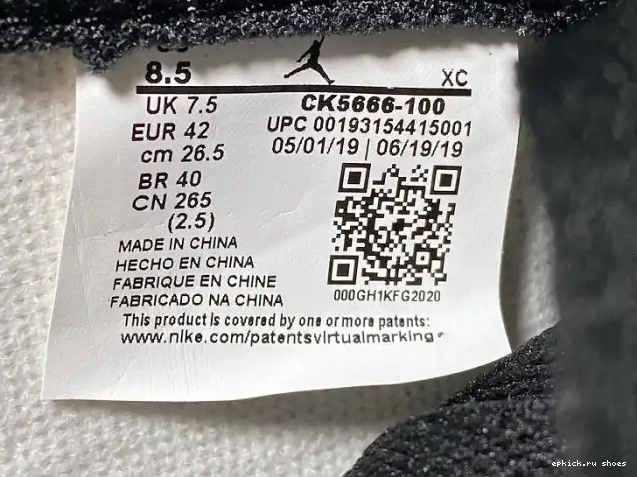 8.5
XC
UK 7.5
CK5666-100
EUR 42
UPC 00193154415001
cm 26.5
05/01/19 | 06/19/19
BR 40
CN 265
(2.5)
MADE IN CHINA
HECHO EN CHINA
FABRIQUE EN CHINE
FABRICADO NA CHINA
000GH1KFG2020
This product is covered by one or more patents:
www.nike.com/patentsvirtualmarking
epkick.ru shoes